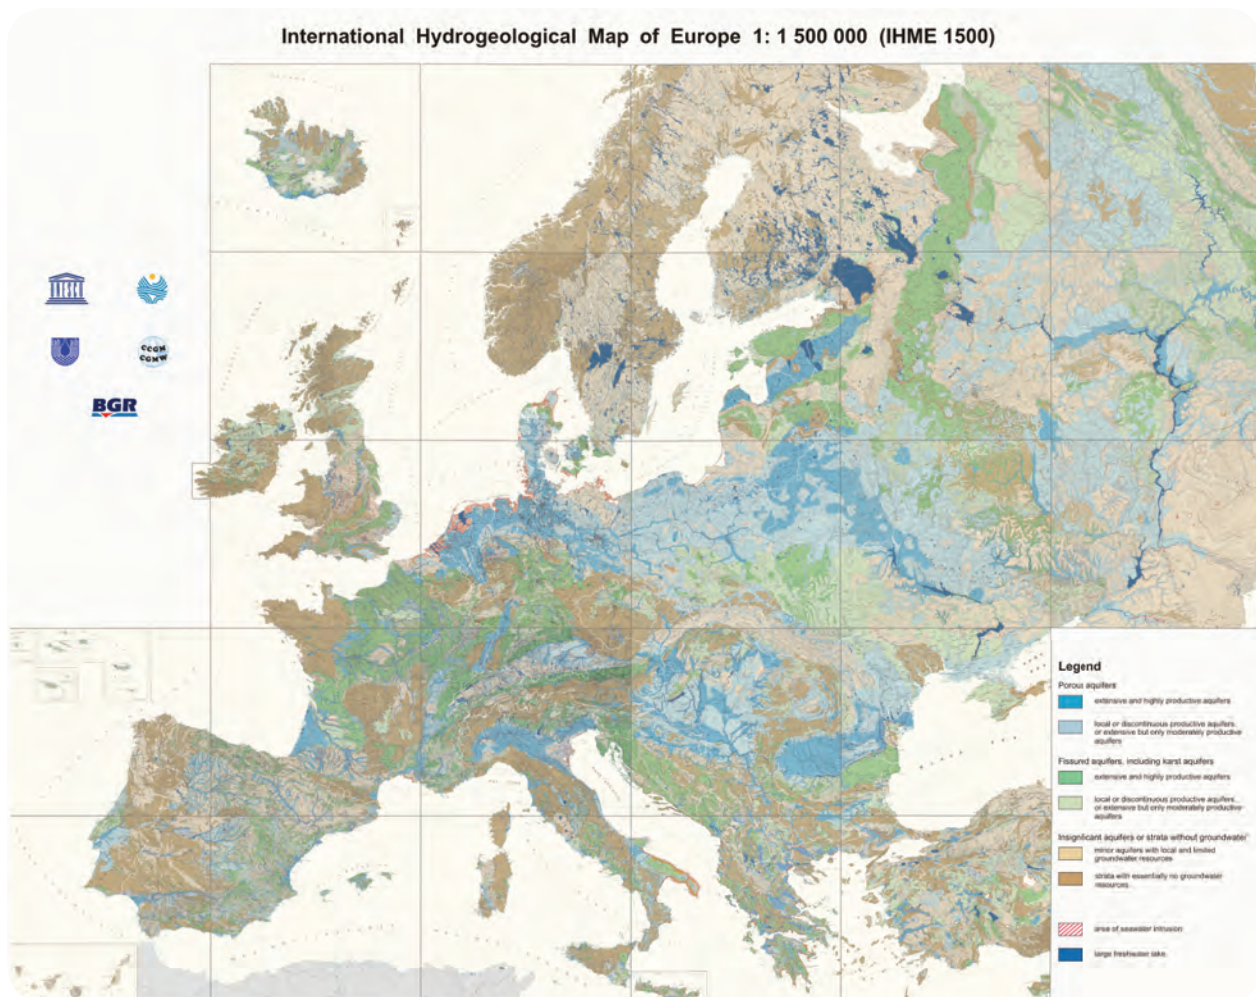 International Hydrogeological Map of Europe 1: 1 500 000 (IHME 1500)
UNESCO
CCGM
CGMW
BGR
Legend
Porous aquifers
extensive and highly productive aquifers
local or discontinuous productive aquifers
or extensive but only moderately productive
aquifers
Fissured aquifers, including karst aquifers
extensive and highly productive aquifers
local or discontinuous productive aquifers
or extensive but only moderately productive
aquifers
Insignificant aquifers or strata without groundwater
minor aquifers with local and limited
groundwater resources
strata with essentially no groundwater
resources
area of seawater intrusion
large freshwater lake